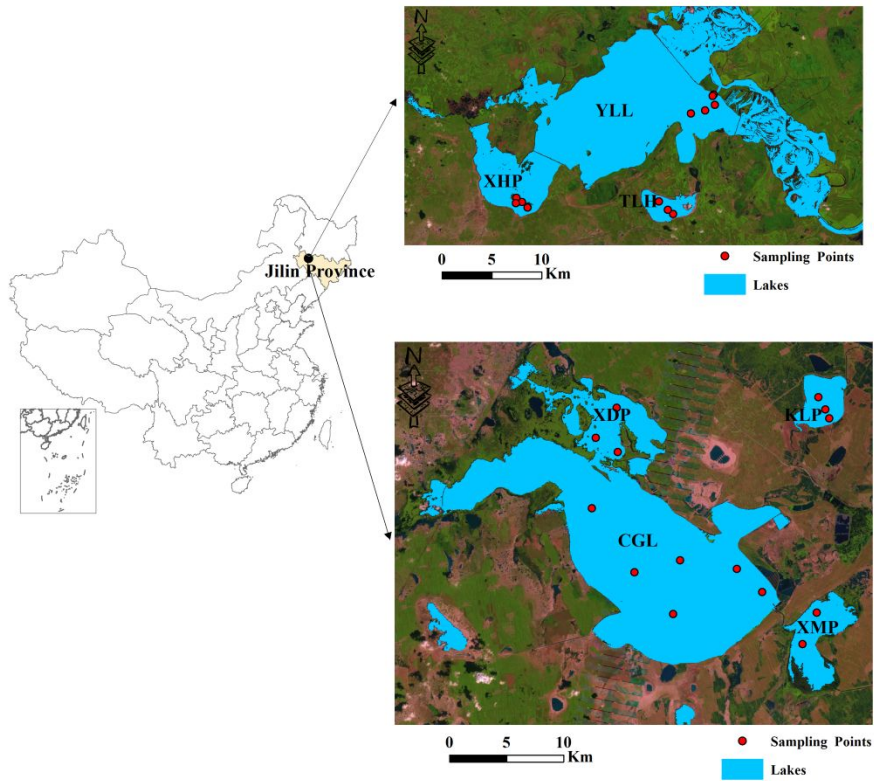 N
YLL
XHP
TLH
Jilin Province
0 5 10
Km
Sampling Points
Lakes
N
XDP
KLP
CGL
XMP
0 5 10
Km
Sampling Points
Lakes